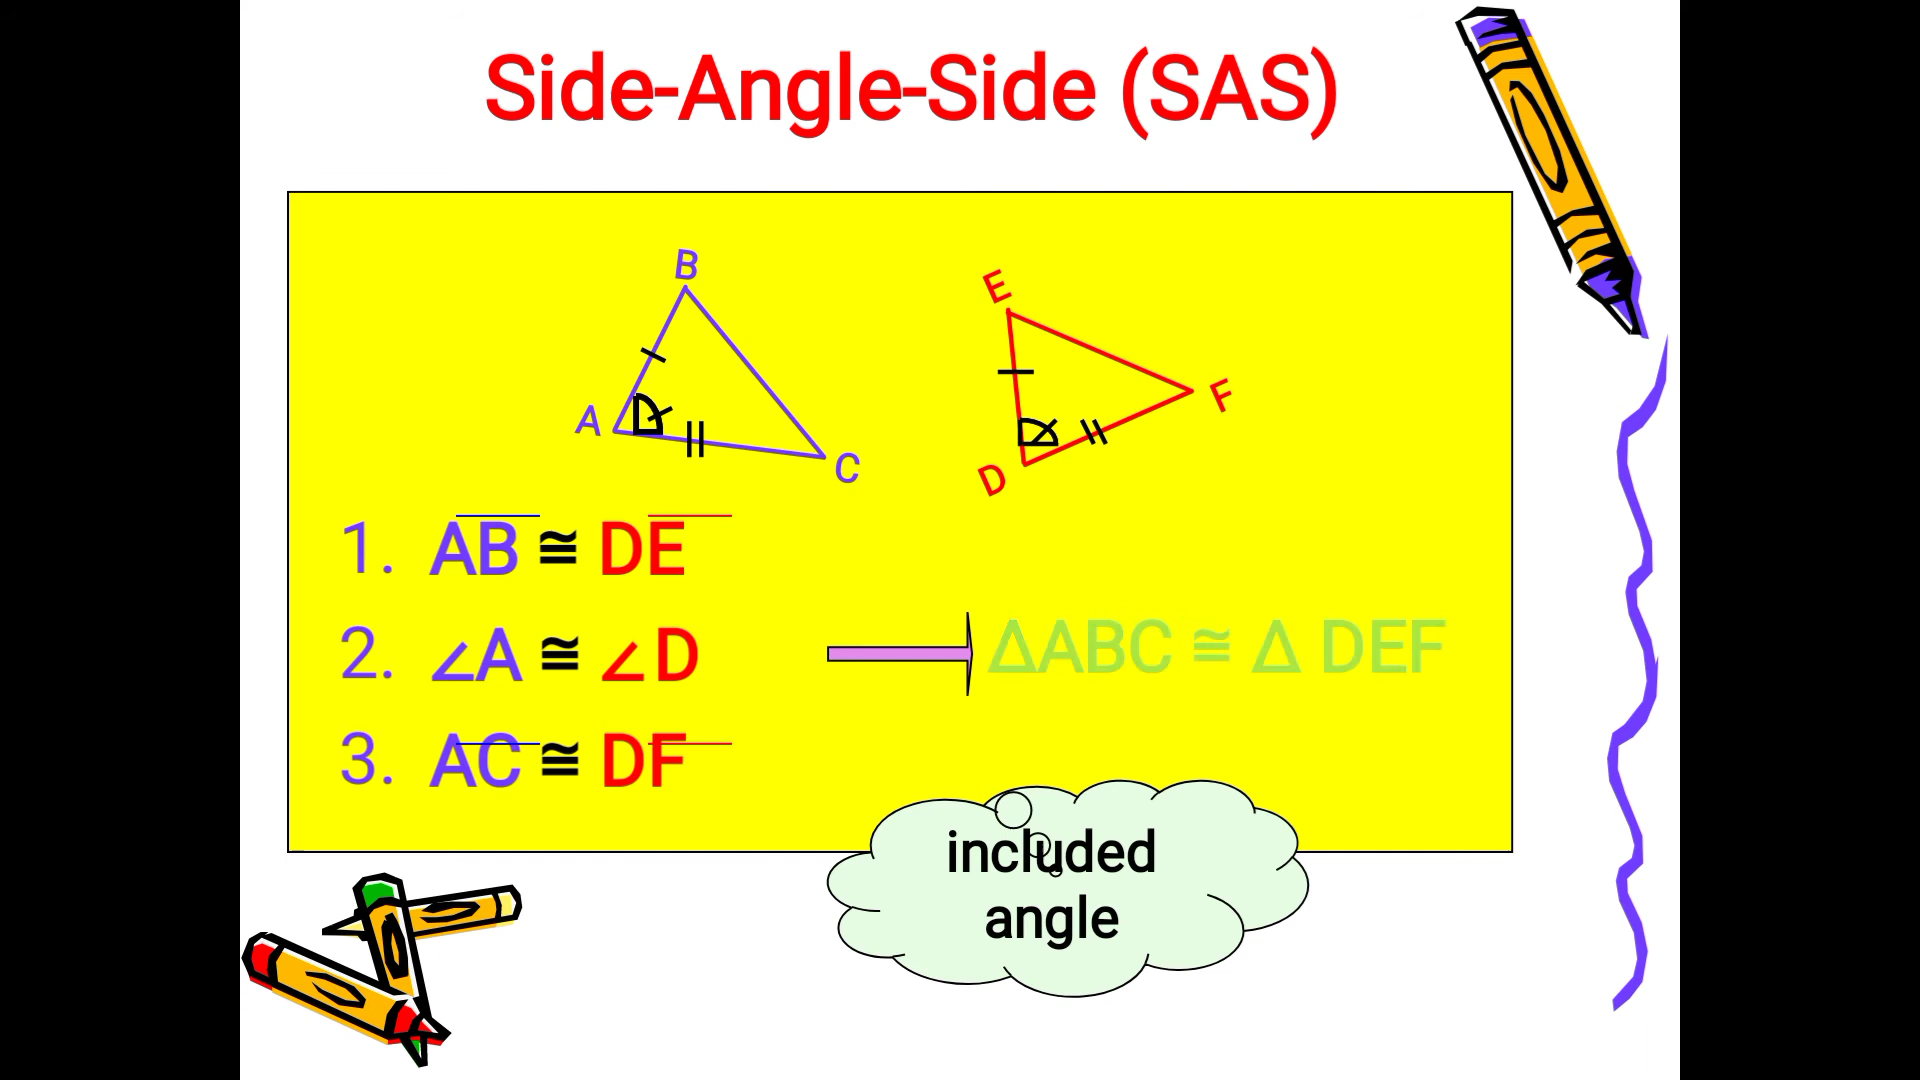 Side-Angle-Side (SAS)
B
E
A
F
C
D
1. AB ≅ DE
2. ∠A ≅ ∠D
ΔABC ≅ Δ DEF
3. AC ≅ DF
included
angle